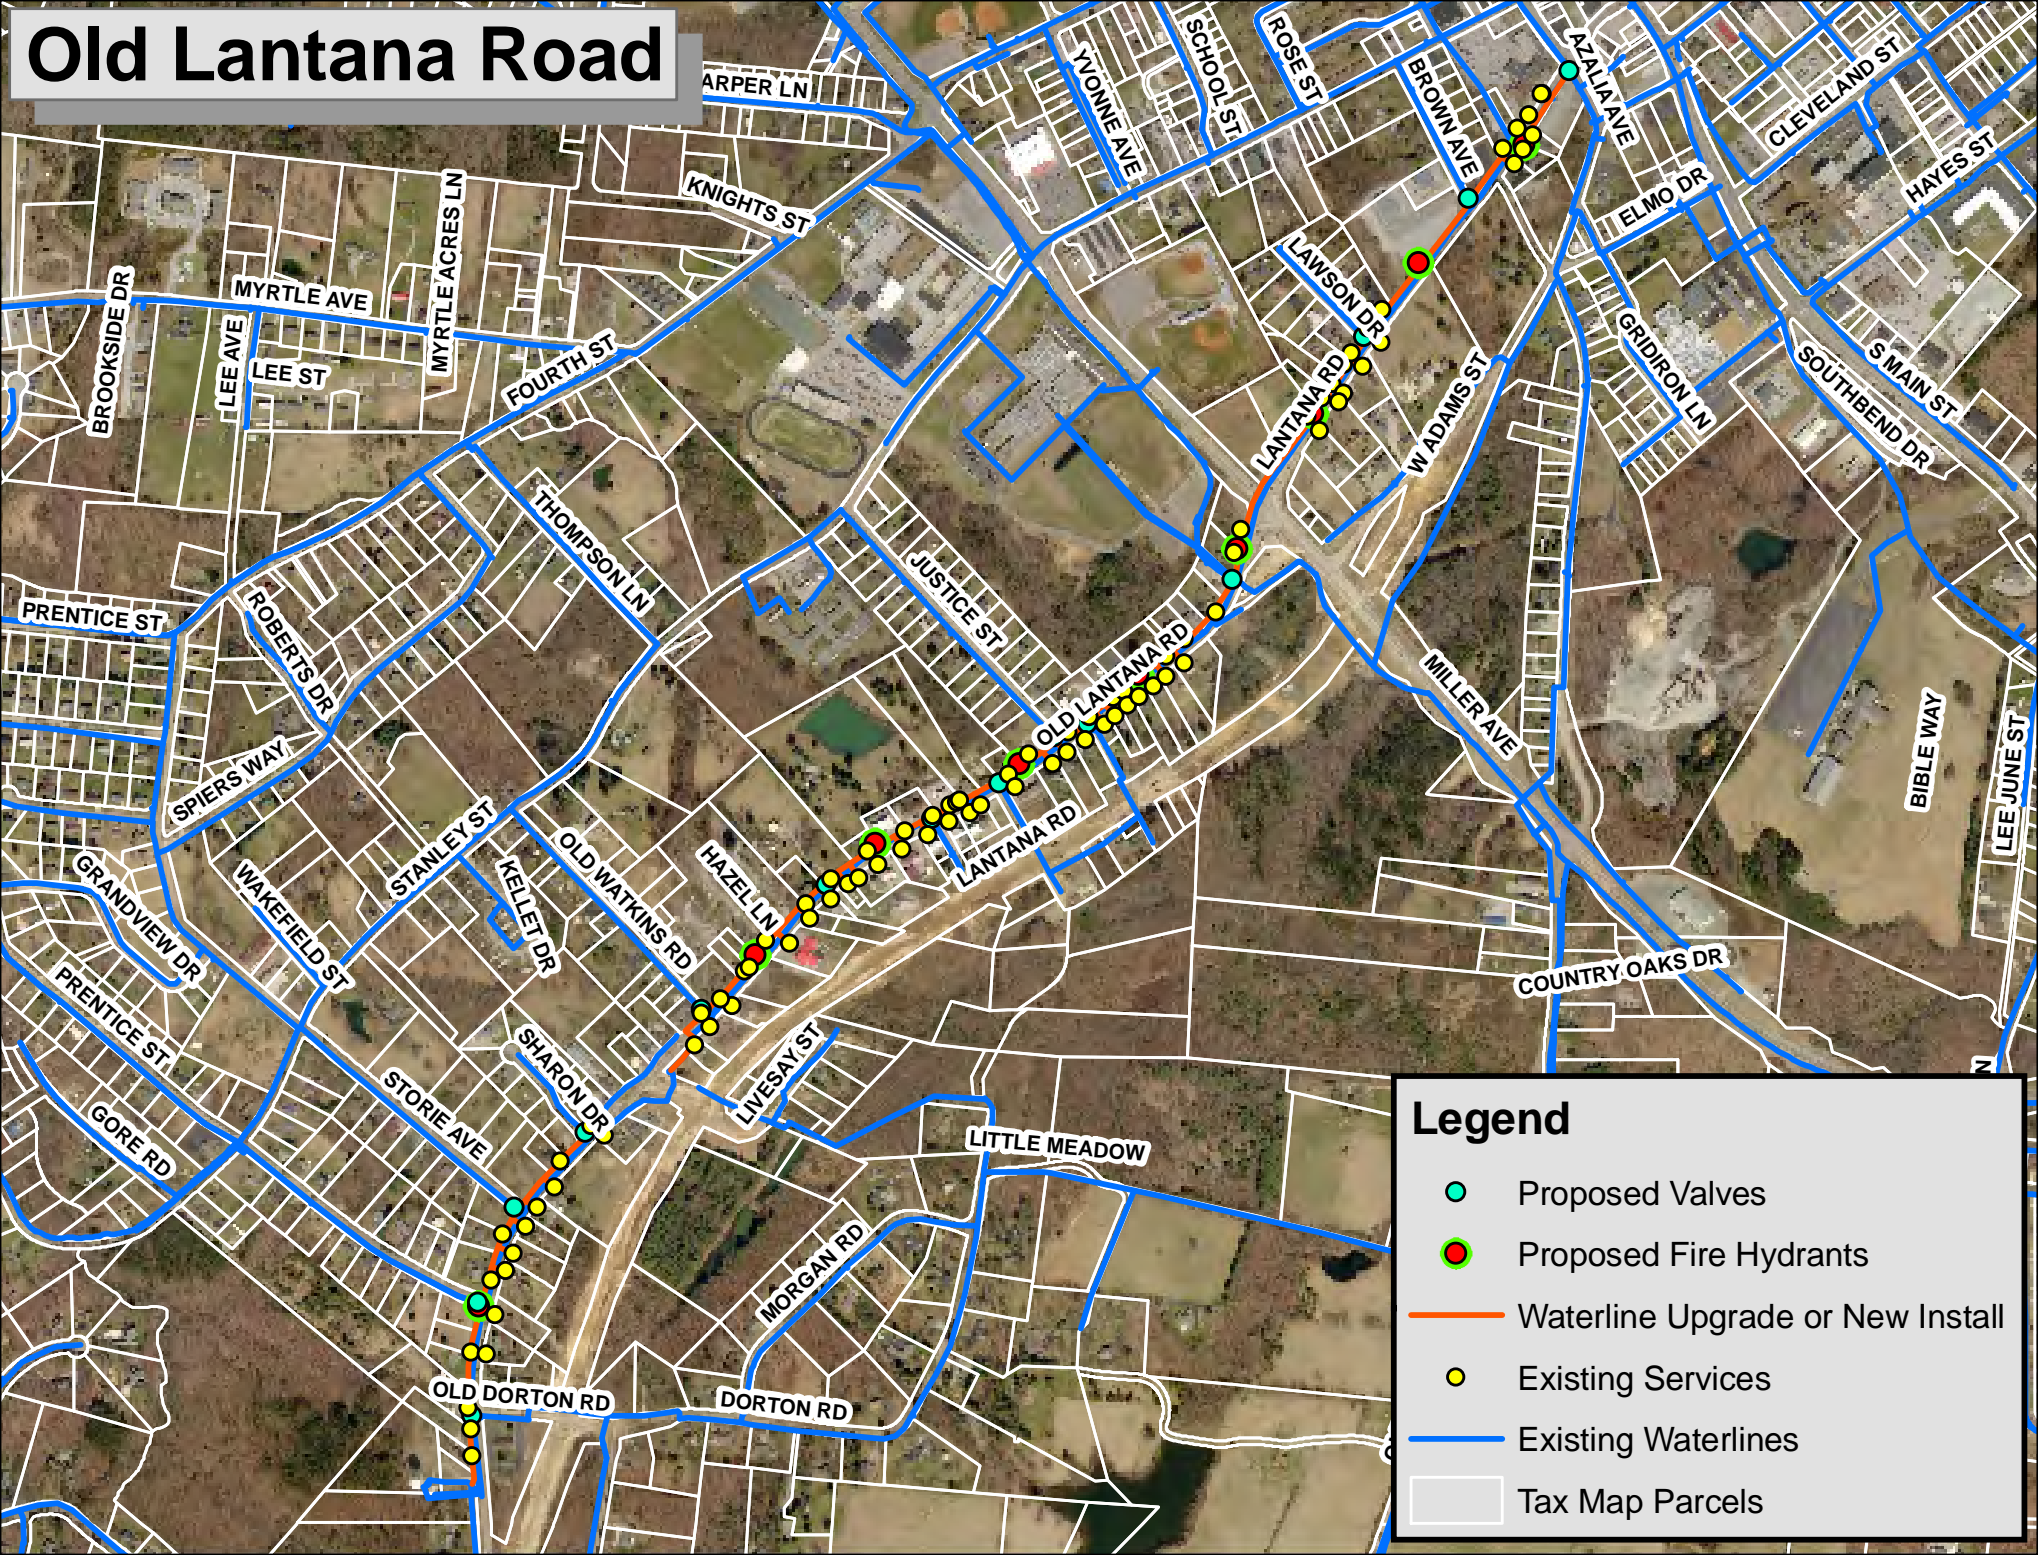 Old Lantana Road
ARPER LN
YVONNE AVE
SCHOOL ST
ROSE ST
BROWN AVE
AZALIA AVE
CLEVELAND ST
HAYES ST
ELMO DR
KNIGHTS ST
MYRTLE ACRES LN
BROOKSIDE DR
MYRTLE AVE
LEE AVE
LEE ST
FOURTH ST
LAWSON DR
LANTANA RD
W ADAMS ST
GRIDIRON LN
SOUTHBEND DR
S MAIN ST
THOMPSON LN
JUSTICE ST
PRENTICE ST
ROBERTS DR
OLD LANTANA RD
MILLER AVE
BIBLE WAY
LEE JUNE ST
SPIERS WAY
STANLEY ST
GRANDVIEW DR
WAKEFIELD ST
KELLET DR
OLD WATKINS RD
HAZEL LN
LANTANA RD
COUNTRY OAKS DR
PRENTICE ST
GORE RD
STORIE AVE
SHARON DR
LIVESAY ST
LITTLE MEADOW
MORGAN RD
OLD DORTON RD
DORTON RD
N
Legend
Proposed Valves
Proposed Fire Hydrants
Waterline Upgrade or New Install
Existing Services
Existing Waterlines
Tax Map Parcels